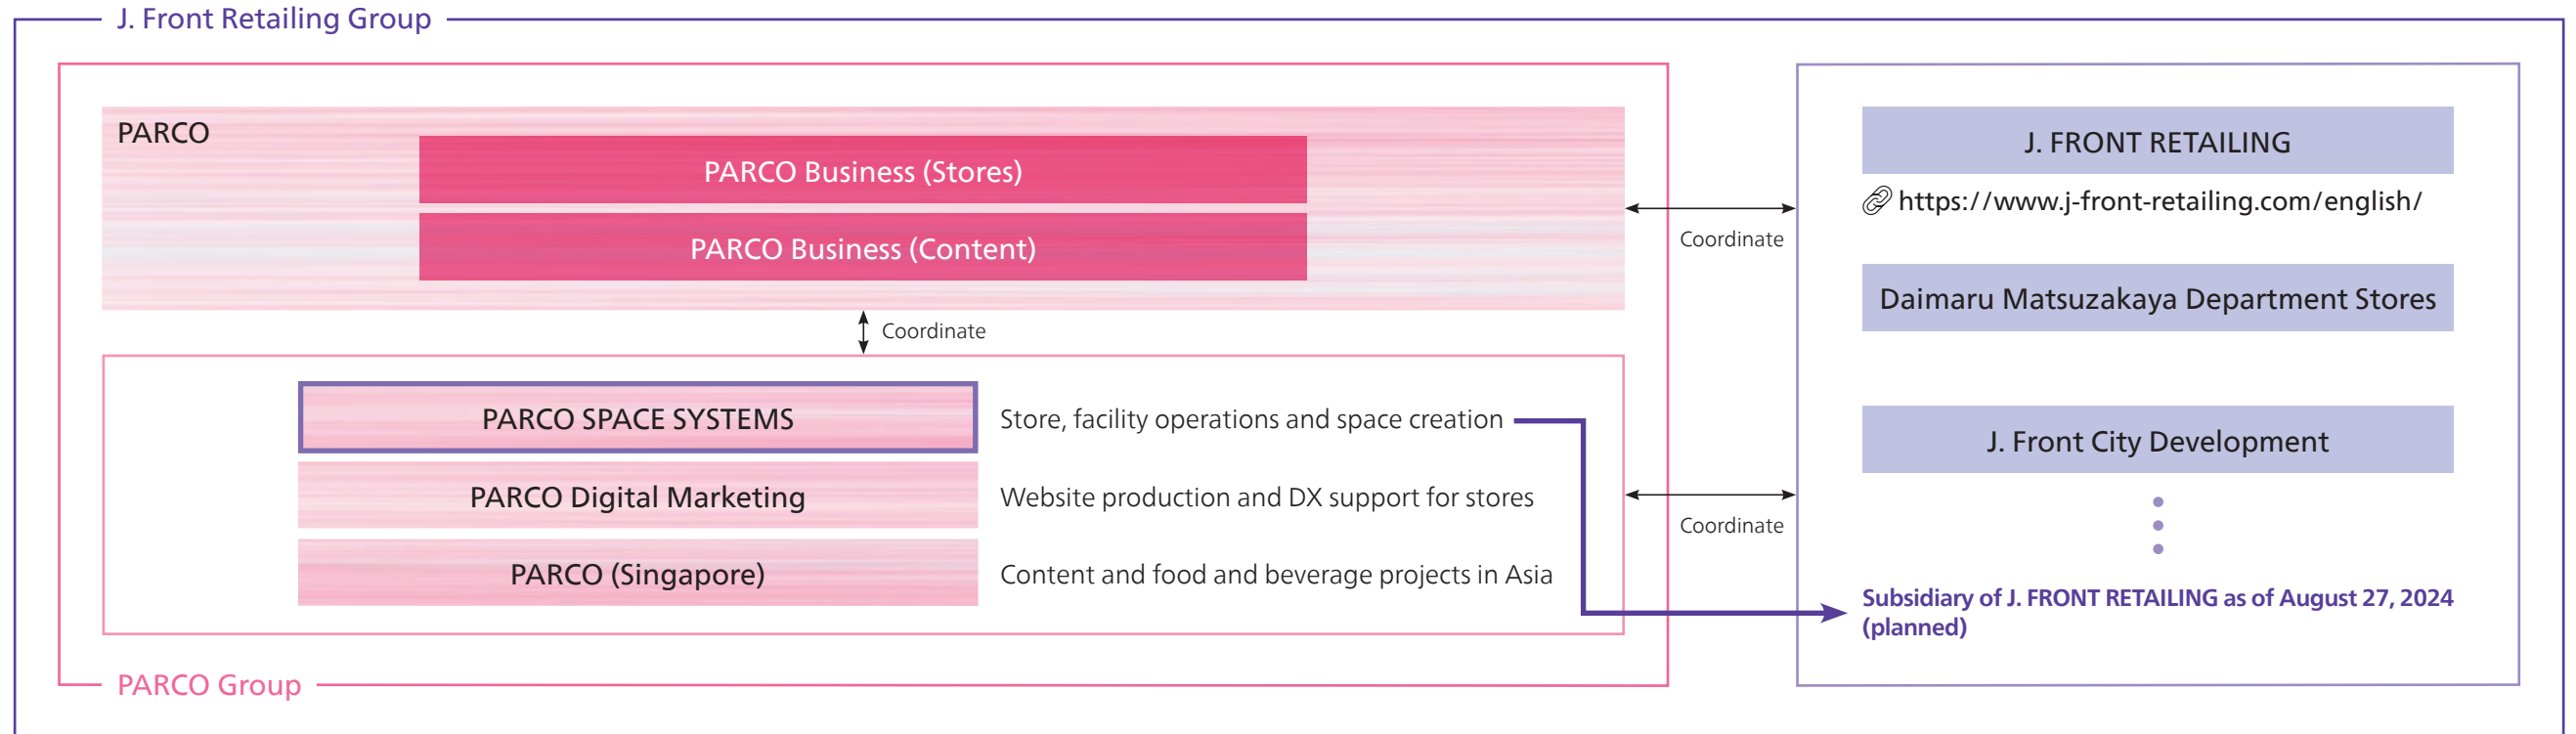 J. Front Retailing Group
PARCO
PARCO Business (Stores)
PARCO Business (Content)
Coordinate
PARCO SPACE SYSTEMS
Store, facility operations and space creation
PARCO Digital Marketing
Website production and DX support for stores
PARCO (Singapore)
Content and food and beverage projects in Asia
PARCO Group
Coordinate
Coordinate
J. FRONT RETAILING
https://www.j-front-retailing.com/english/
Daimaru Matsuzakaya Department Stores
J. Front City Development
Subsidiary of J. FRONT RETAILING as of August 27, 2024
(planned)